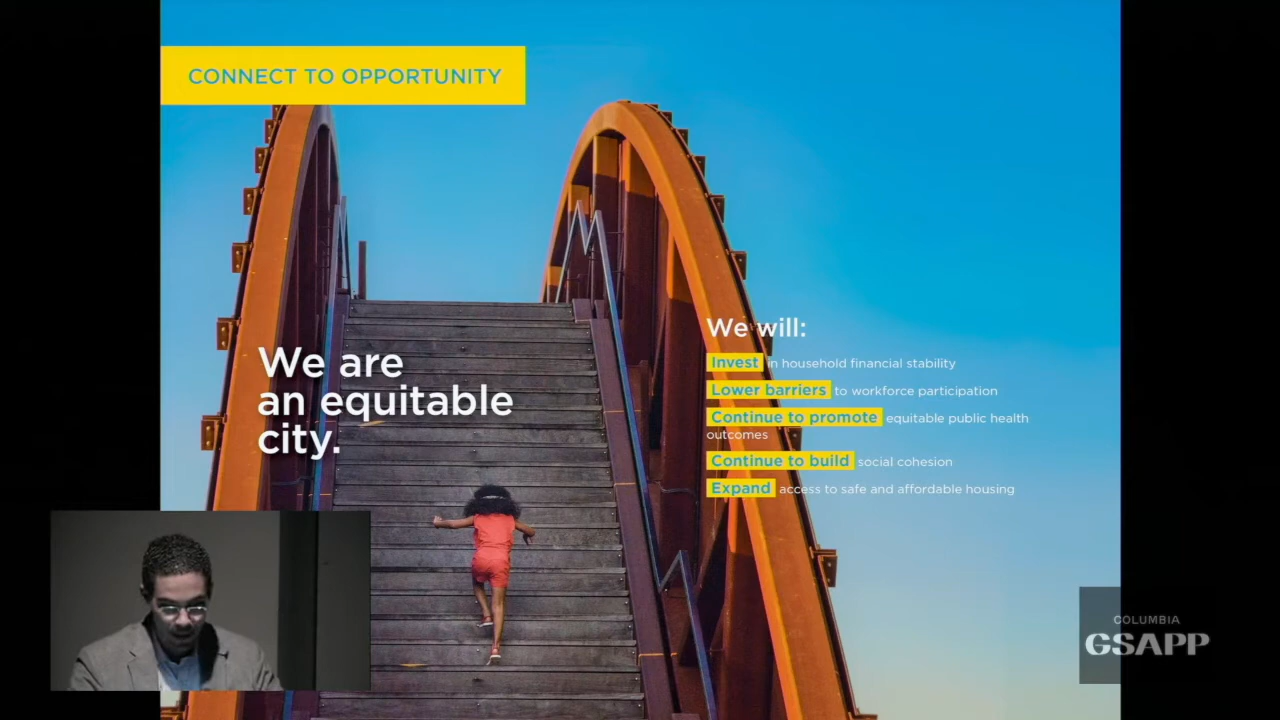 CONNECT TO OPPORTUNITY
We are
an equitable
city.
We will:
Invest in household financial stability
Lower barriers to workforce participation
Continue to promote equitable public health
outcomes
Continue to build social cohesion
Expand access to safe and affordable housing
COLUMBIA
GSAPP